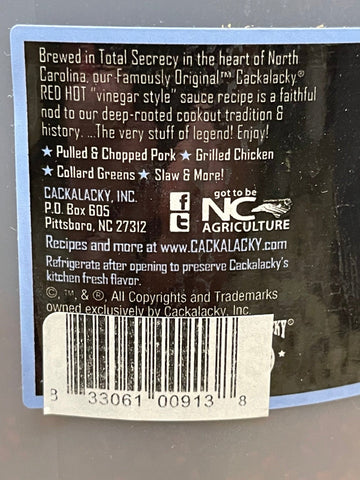 Brewed in Total Secrecy in the heart of North
Carolina, our Famously Original™ Cackalacky®
RED HOT "vinegar style" sauce recipe is a faithful
nod to our deep-rooted cookout tradition &
history. ...The very stuff of legend! Enjoy!
★ Pulled & Chopped Pork ★ Grilled Chicken
★ Collard Greens ★ Slaw & More!
CACKALACKY, INC.
P.O. Box 605
Pittsboro, NC 27312
f
t
got to be
NC
AGRICULTURE
Recipes and more at www.CACKALACKY.com
Refrigerate after opening to preserve Cackalacky's
kitchen fresh flavor.
©, ™, & ®, All Copyrights and Trademarks
owned exclusively by Cackalacky, Inc.
8 33061 00913 8